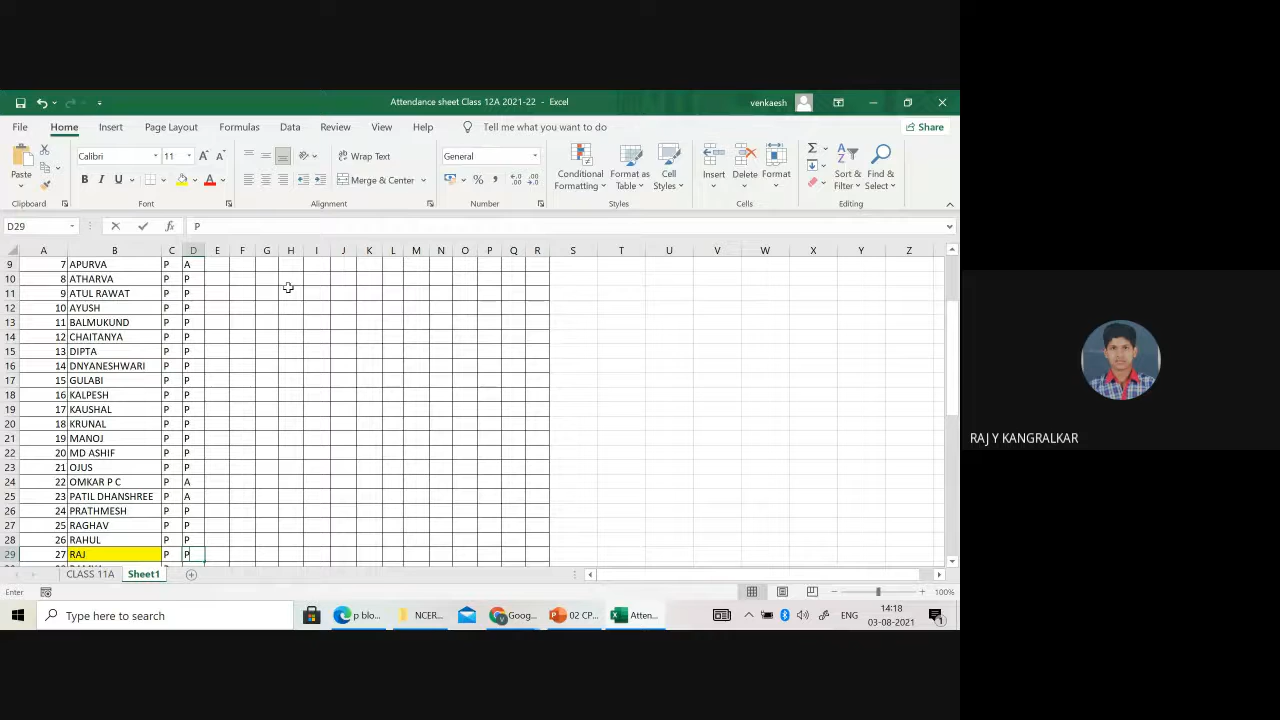 Attendance sheet Class 12A 2021-22 - Excel
venkaesh
File Home Insert Page Layout Formulas Data Review View Help Tell me what you want to do Share
Calibri 11 Wrap Text General
Paste Merge & Center Conditional Formatting Format as Table Cell Styles Insert Delete Format Sort & Filter Find & Select
Clipboard Font Alignment Number Styles Cells Editing
D29 P
A B C D E F G H I J K L M N O P Q R S T U V W X Y Z
9 7 APURVA P A
10 8 ATHARVA P P
11 9 ATUL RAWAT P P
12 10 AYUSH P P
13 11 BALMUKUND P P
14 12 CHAITANYA P P
15 13 DIPTA P P
16 14 DNYANESHWARI P P
17 15 GULABI P P
18 16 KALPESH P P
19 17 KAUSHAL P P
20 18 KRUNAL P P
21 19 MANOJ P P
22 20 MD ASHIF P P
23 21 OJUS P P
24 22 OMKAR P C P A
25 23 PATIL DHANSHREE P A
26 24 PRATHMESH P P
27 25 RAGHAV P P
28 26 RAHUL P P
29 27 RAJ P P
CLASS 11A Sheet1
Enter 100%
Type here to search p blo... NCER... Goog... 02 CP... Atten... ENG 14:18
03-08-2021
RAJ Y KANGRALKAR